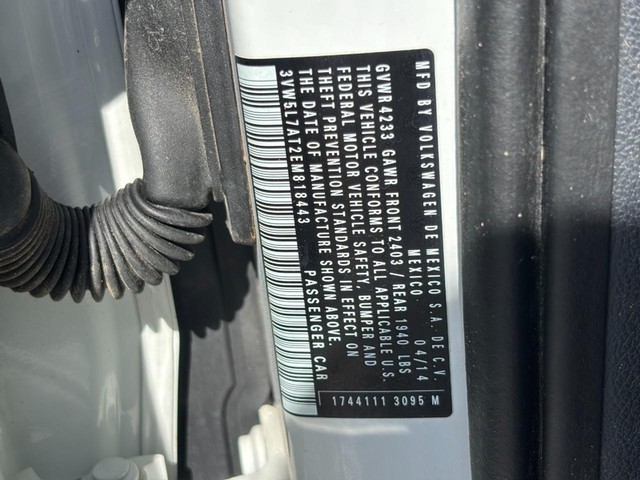 MFD BY VOLKSWAGEN DE MEXICO S.A. DE C.V
MEXICO 04/14
GVWR 4233 GAWR FRONT 2403 / REAR 1940 LBS
THIS VEHICLE CONFORMS TO ALL APPLICABLE U.S.
FEDERAL MOTOR VEHICLE SAFETY, BUMPER AND
THEFT PREVENTION STANDARDS IN EFFECT ON
THE DATE OF MANUFACTURE SHOWN ABOVE.
3VW5L7AT2EM818443 PASSENGER CAR
1744111 3095 M